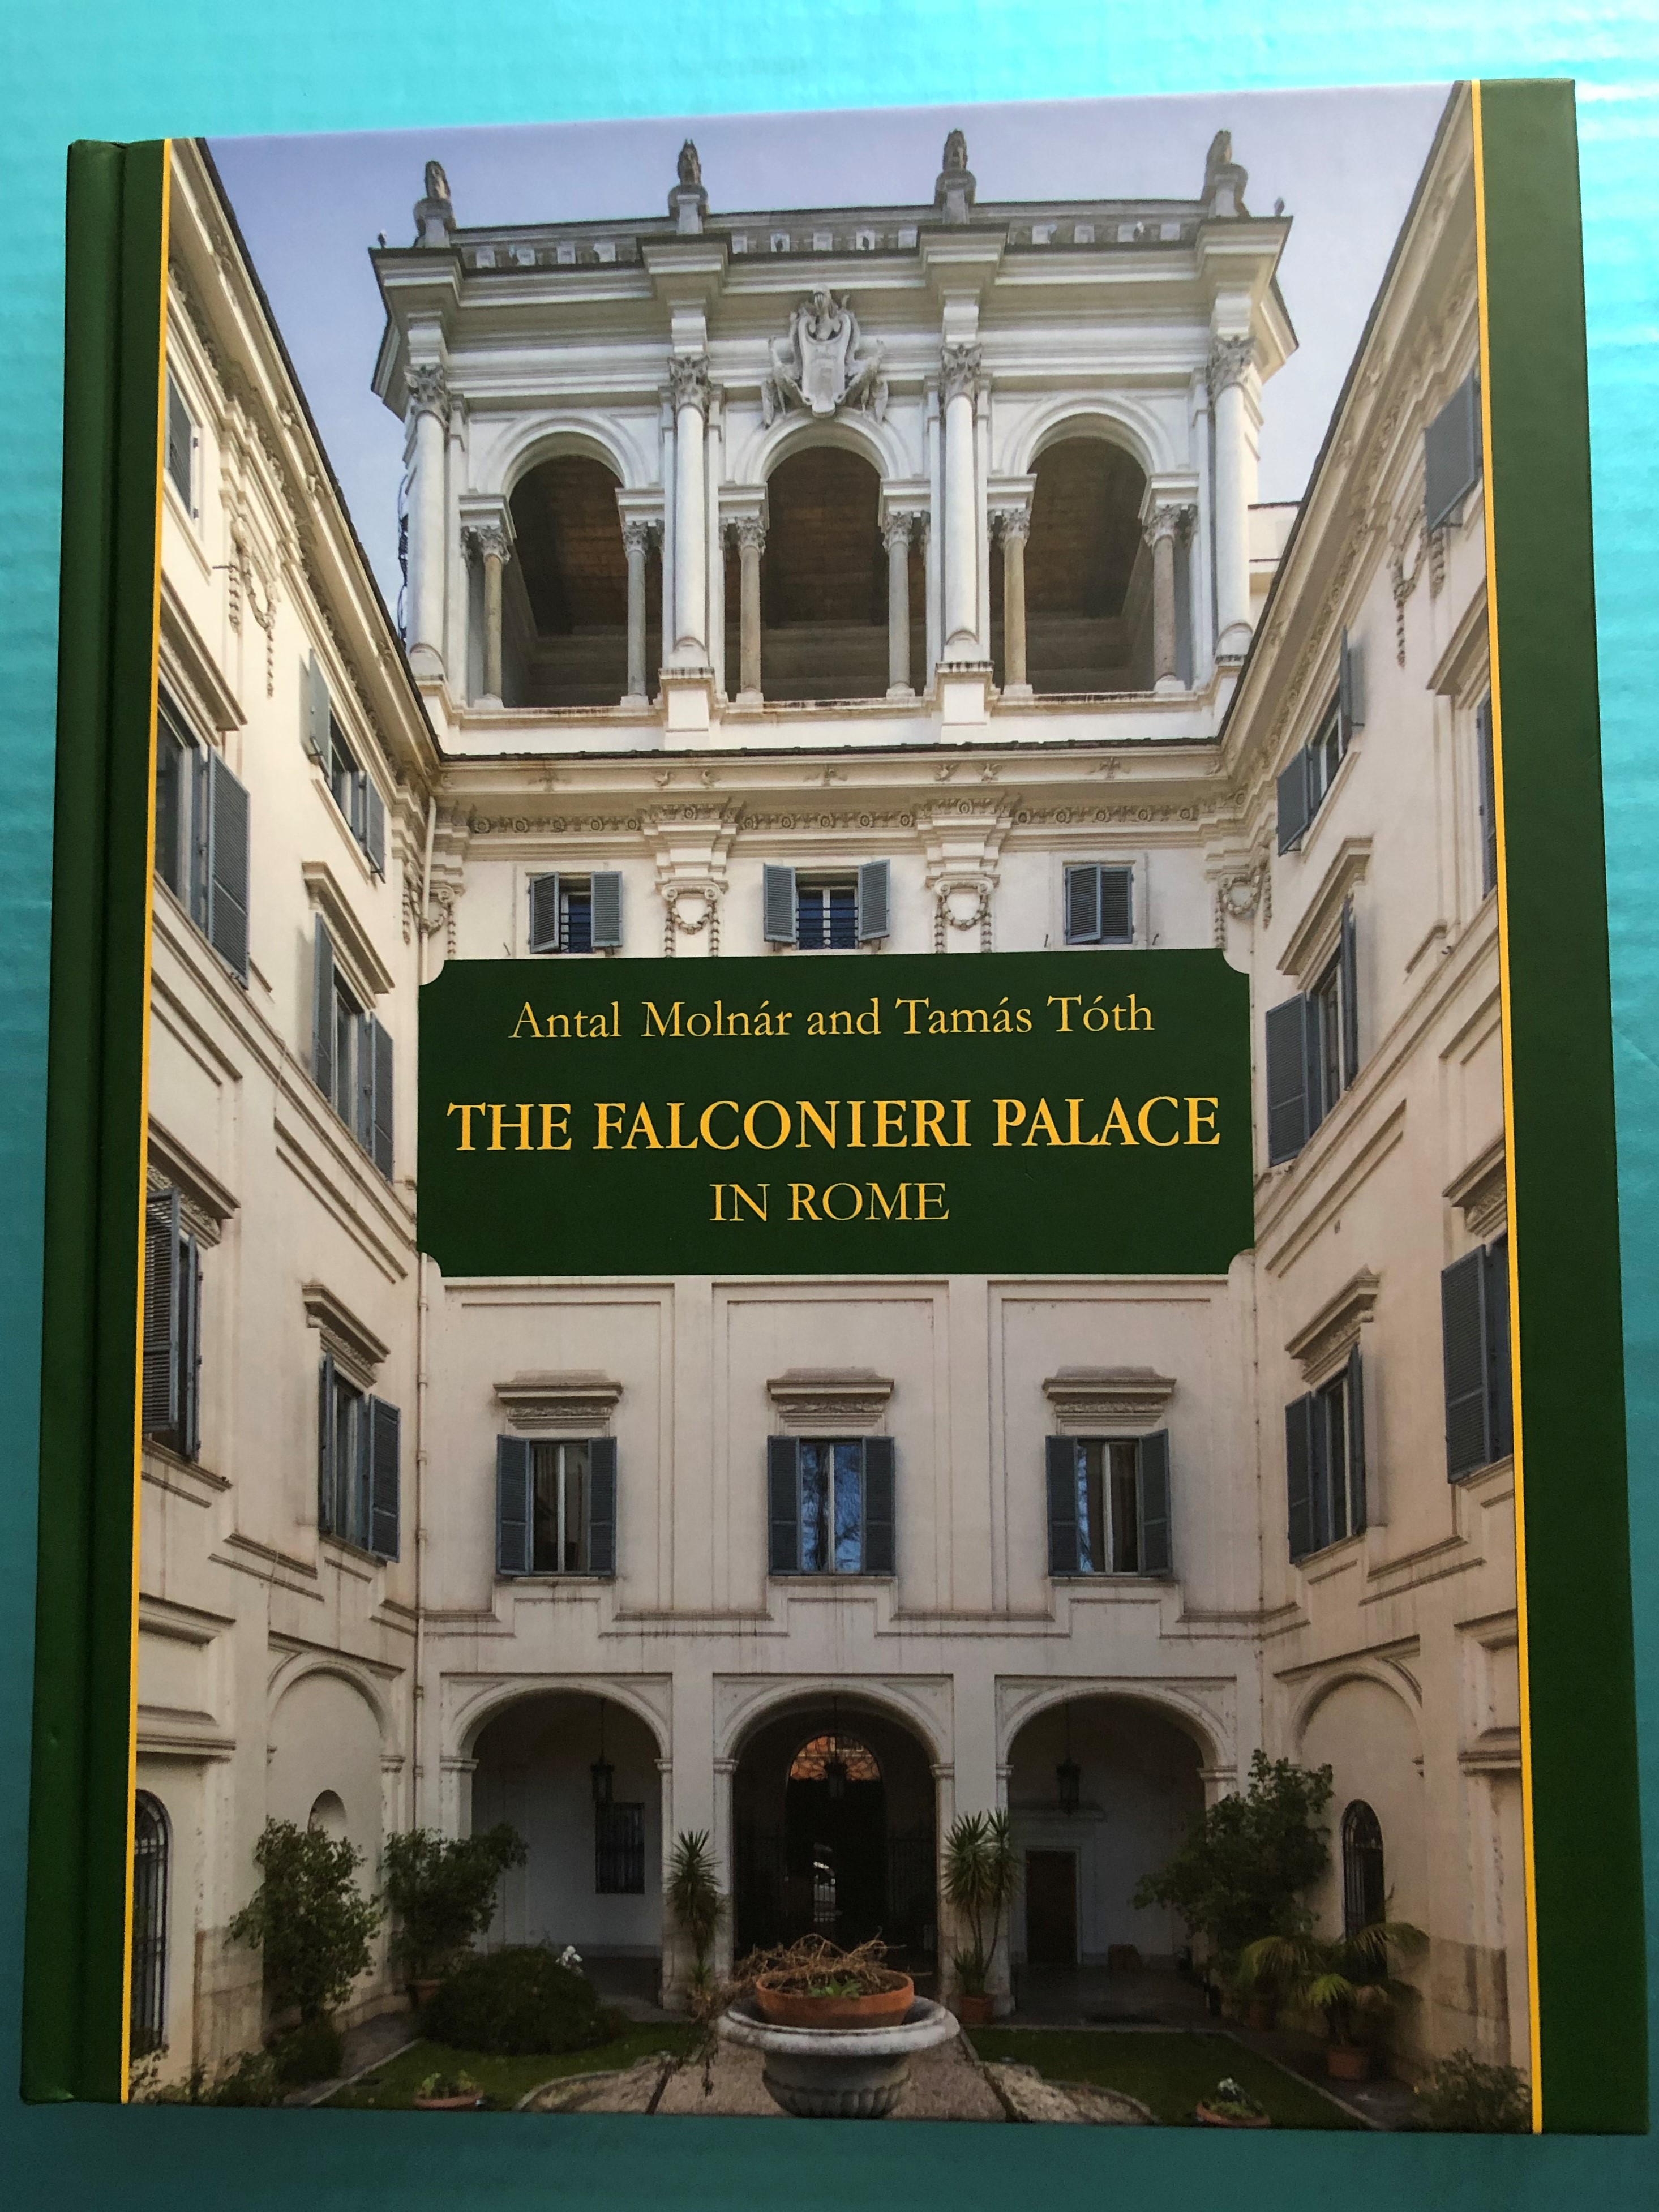 Antal Molnár and Tamás Tóth
THE FALCONIERI PALACE
IN ROME